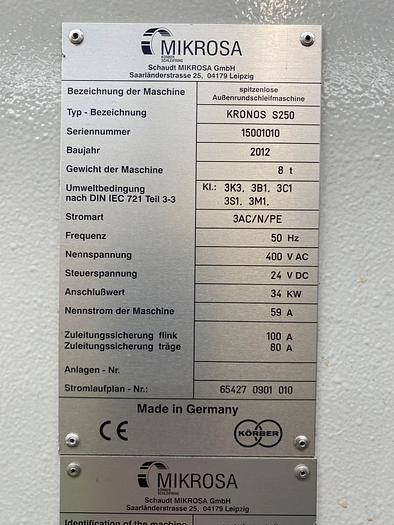 MIKROSA
KÖRBER
SCHLEIFRING
Schaudt MIKROSA GmbH
Saarländerstrasse 25, 04179 Leipzig
Bezeichnung der Maschine spitzenlose Außenrundschleifmaschine
Typ - Bezeichnung KRONOS S250
Seriennummer 15001010
Baujahr 2012
Gewicht der Maschine 8 t
Umweltbedingung Kl.: 3K3, 3B1, 3C1
nach DIN IEC 721 Teil 3-3 3S1, 3M1,
Stromart 3AC/N/PE
Frequenz 50 Hz
Nennspannung 400 V AC
Steuerspannung 24 V DC
Anschlußwert 34 KW
Nennstrom der Maschine 59 A
Zuleitungssicherung flink 100 A
Zuleitungssicherung träge 80 A
Anlagen - Nr.
Stromlaufplan - Nr.: 65427 0901 010
Made in Germany
CE KÖRBER
MIKROSA
KÖRBER
SCHLEIFRING
Schaudt MIKROSA GmbH
Saarländerstrasse 25, 04179 Leipzig
Identification of the machine